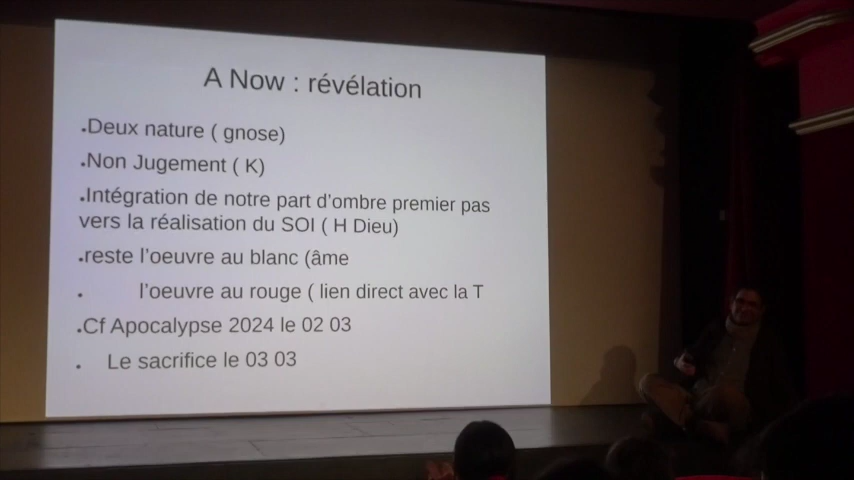 A Now : révélation
•Deux nature ( gnose)
•Non Jugement ( K)
•Intégration de notre part d’ombre premier pas
vers la réalisation du SOI ( H Dieu)
•reste l’oeuvre au blanc (âme
• l’oeuvre au rouge ( lien direct avec la T
•Cf Apocalypse 2024 le 02 03
• Le sacrifice le 03 03